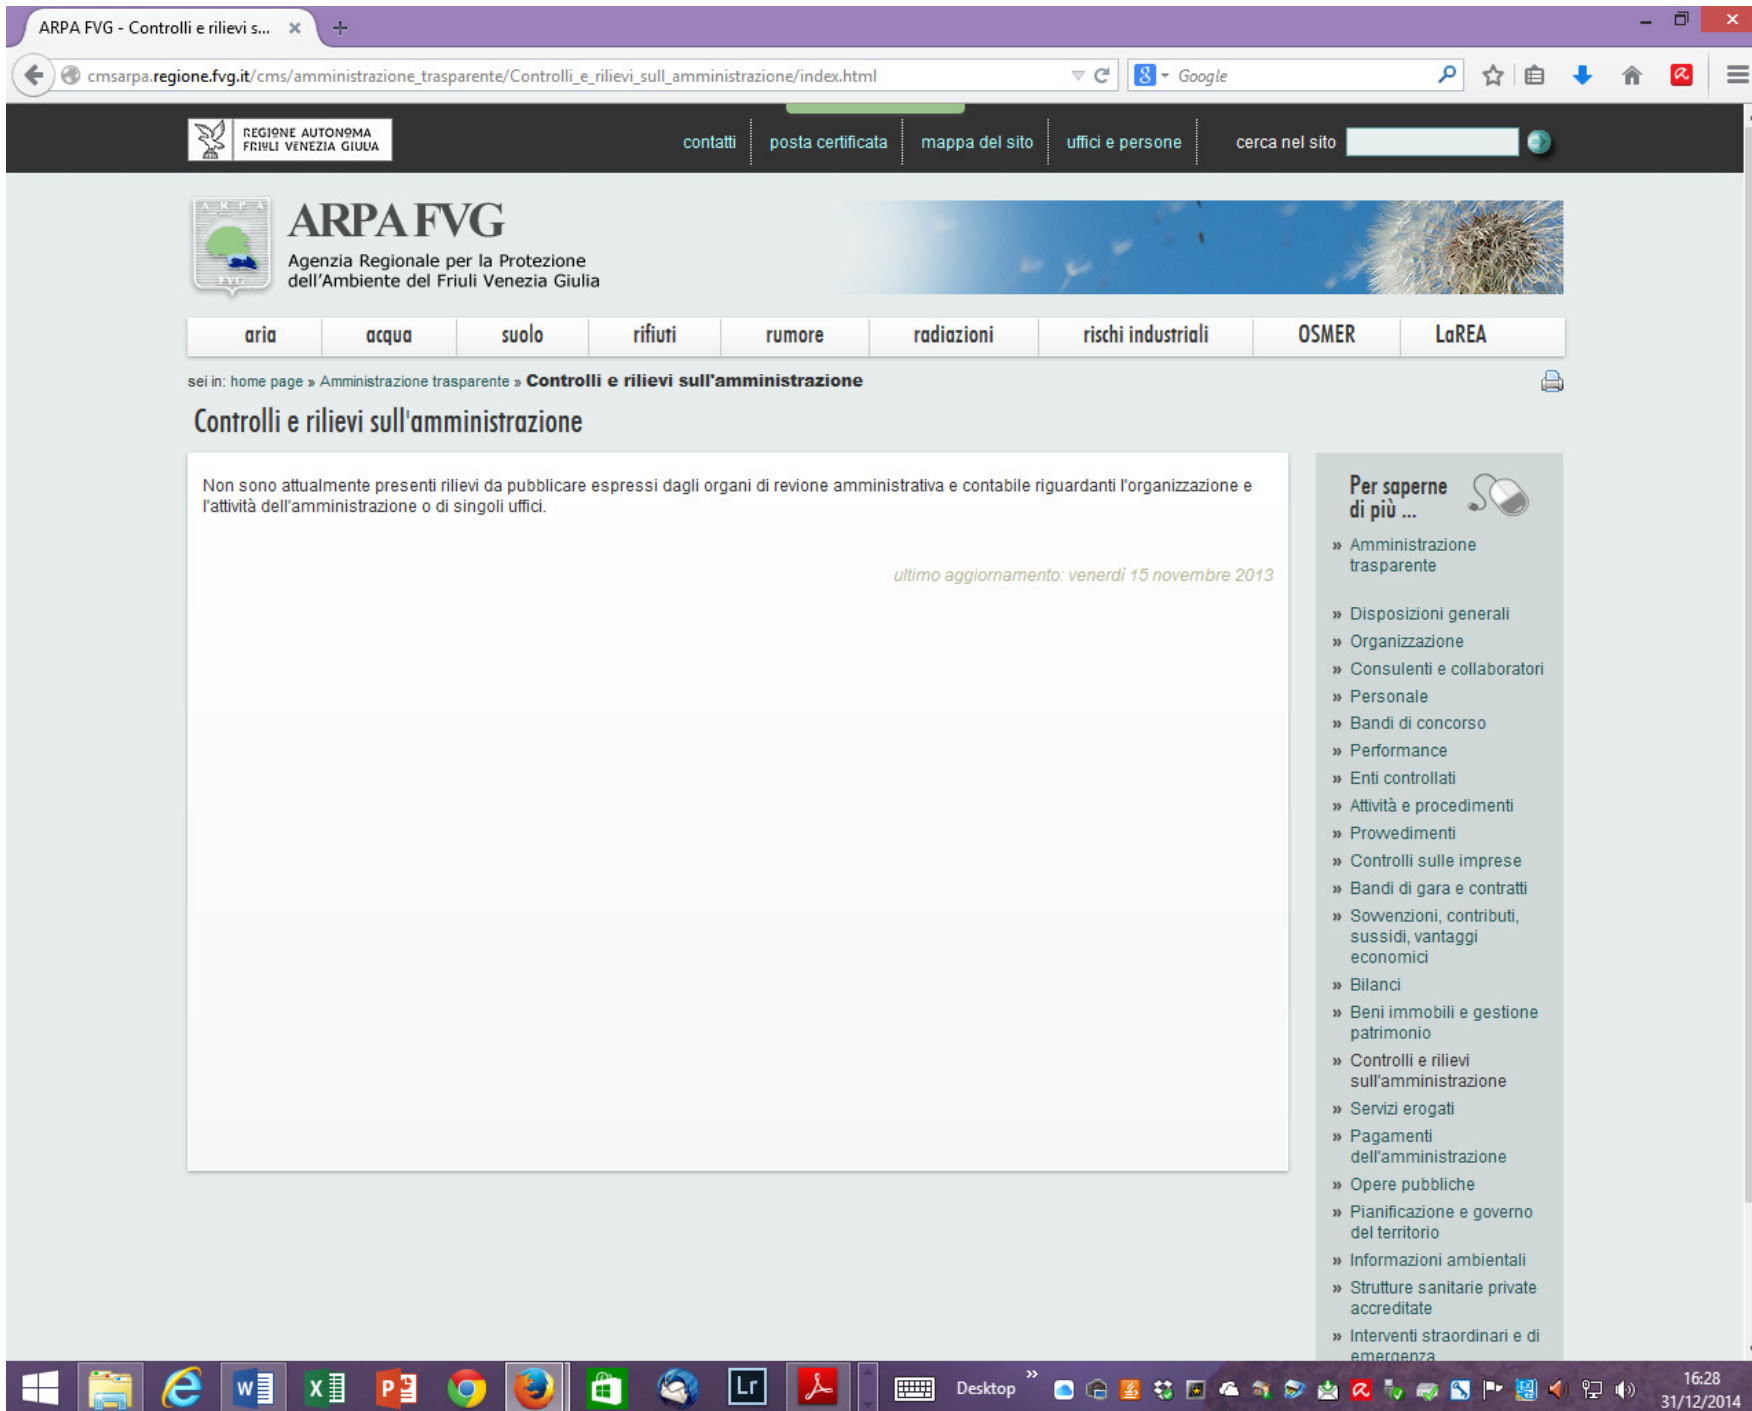 ARPA FVG - Controlli e rilievi s...
cmsarpa.regione.fvg.it/cms/amministrazione_trasparente/Controlli_e_rilievi_sull_amministrazione/index.html
Google
REGIONE AUTONOMA
FRIULI VENEZIA GIULIA
contatti
posta certificata
mappa del sito
uffici e persone
cerca nel sito
ARPA
FVG
ARPA FVG
Agenzia Regionale per la Protezione
dell'Ambiente del Friuli Venezia Giulia
aria
acqua
suolo
rifiuti
rumore
radiazioni
rischi industriali
OSMER
LaREA
sei in: home page » Amministrazione trasparente » Controlli e rilievi sull'amministrazione
Controlli e rilievi sull'amministrazione
Non sono attualmente presenti rilievi da pubblicare espressi dagli organi di revione amministrativa e contabile riguardanti l'organizzazione e
l'attività dell'amministrazione o di singoli uffici.
ultimo aggiornamento: venerdì 15 novembre 2013
Per saperne
di più ...
» Amministrazione
trasparente
» Disposizioni generali
» Organizzazione
» Consulenti e collaboratori
» Personale
» Bandi di concorso
» Performance
» Enti controllati
» Attività e procedimenti
» Provvedimenti
» Controlli sulle imprese
» Bandi di gara e contratti
» Sovvenzioni, contributi,
sussidi, vantaggi
economici
» Bilanci
» Beni immobili e gestione
patrimonio
» Controlli e rilievi
sull'amministrazione
» Servizi erogati
» Pagamenti
dell'amministrazione
» Opere pubbliche
» Pianificazione e governo
del territorio
» Informazioni ambientali
» Strutture sanitarie private
accreditate
» Interventi straordinari e di
emergenza
Lr
Desktop
16:28
31/12/2014